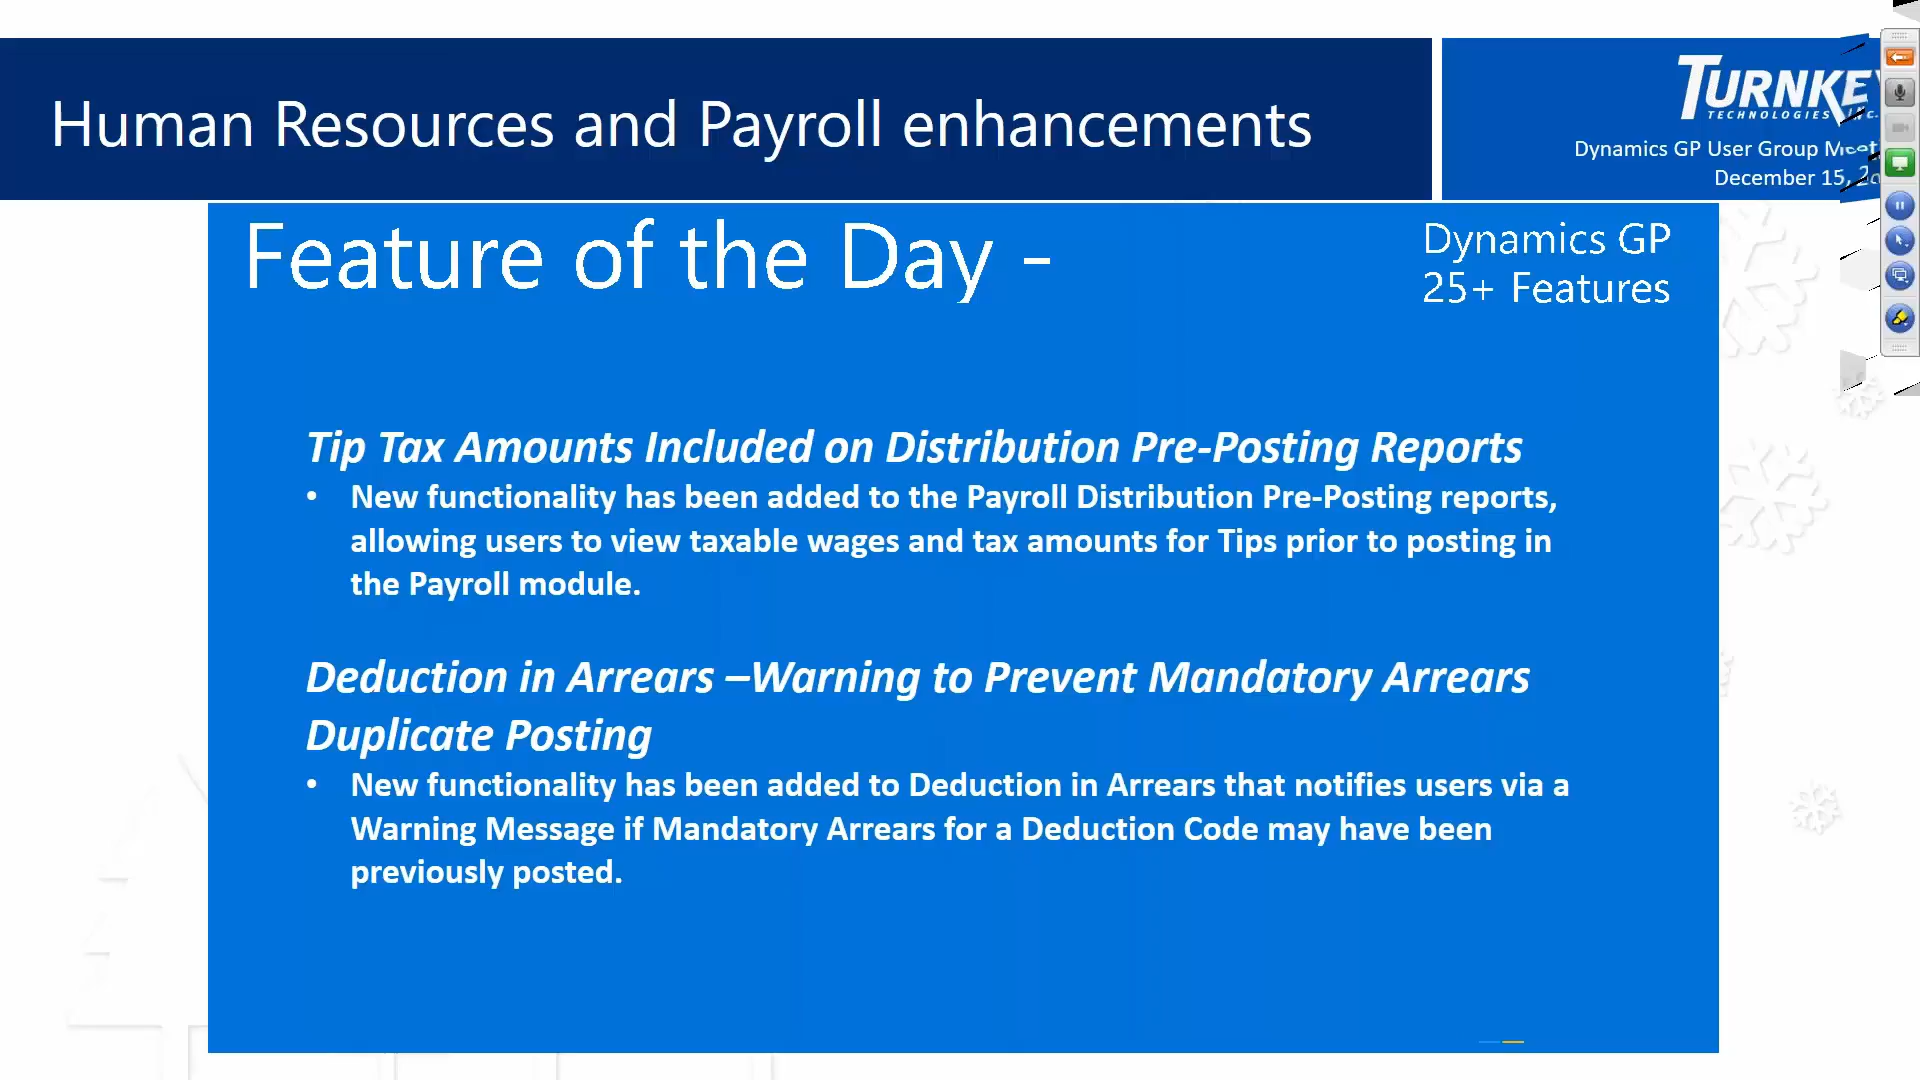 Human Resources and Payroll enhancements
TURNKEY
TECHNOLOGIES
Dynamics GP User Group
December 15,
Feature of the Day -
Dynamics GP
25+ Features
Tip Tax Amounts Included on Distribution Pre-Posting Reports
• New functionality has been added to the Payroll Distribution Pre-Posting reports,
allowing users to view taxable wages and tax amounts for Tips prior to posting in
the Payroll module.
Deduction in Arrears –Warning to Prevent Mandatory Arrears
Duplicate Posting
• New functionality has been added to Deduction in Arrears that notifies users via a
Warning Message if Mandatory Arrears for a Deduction Code may have been
previously posted.